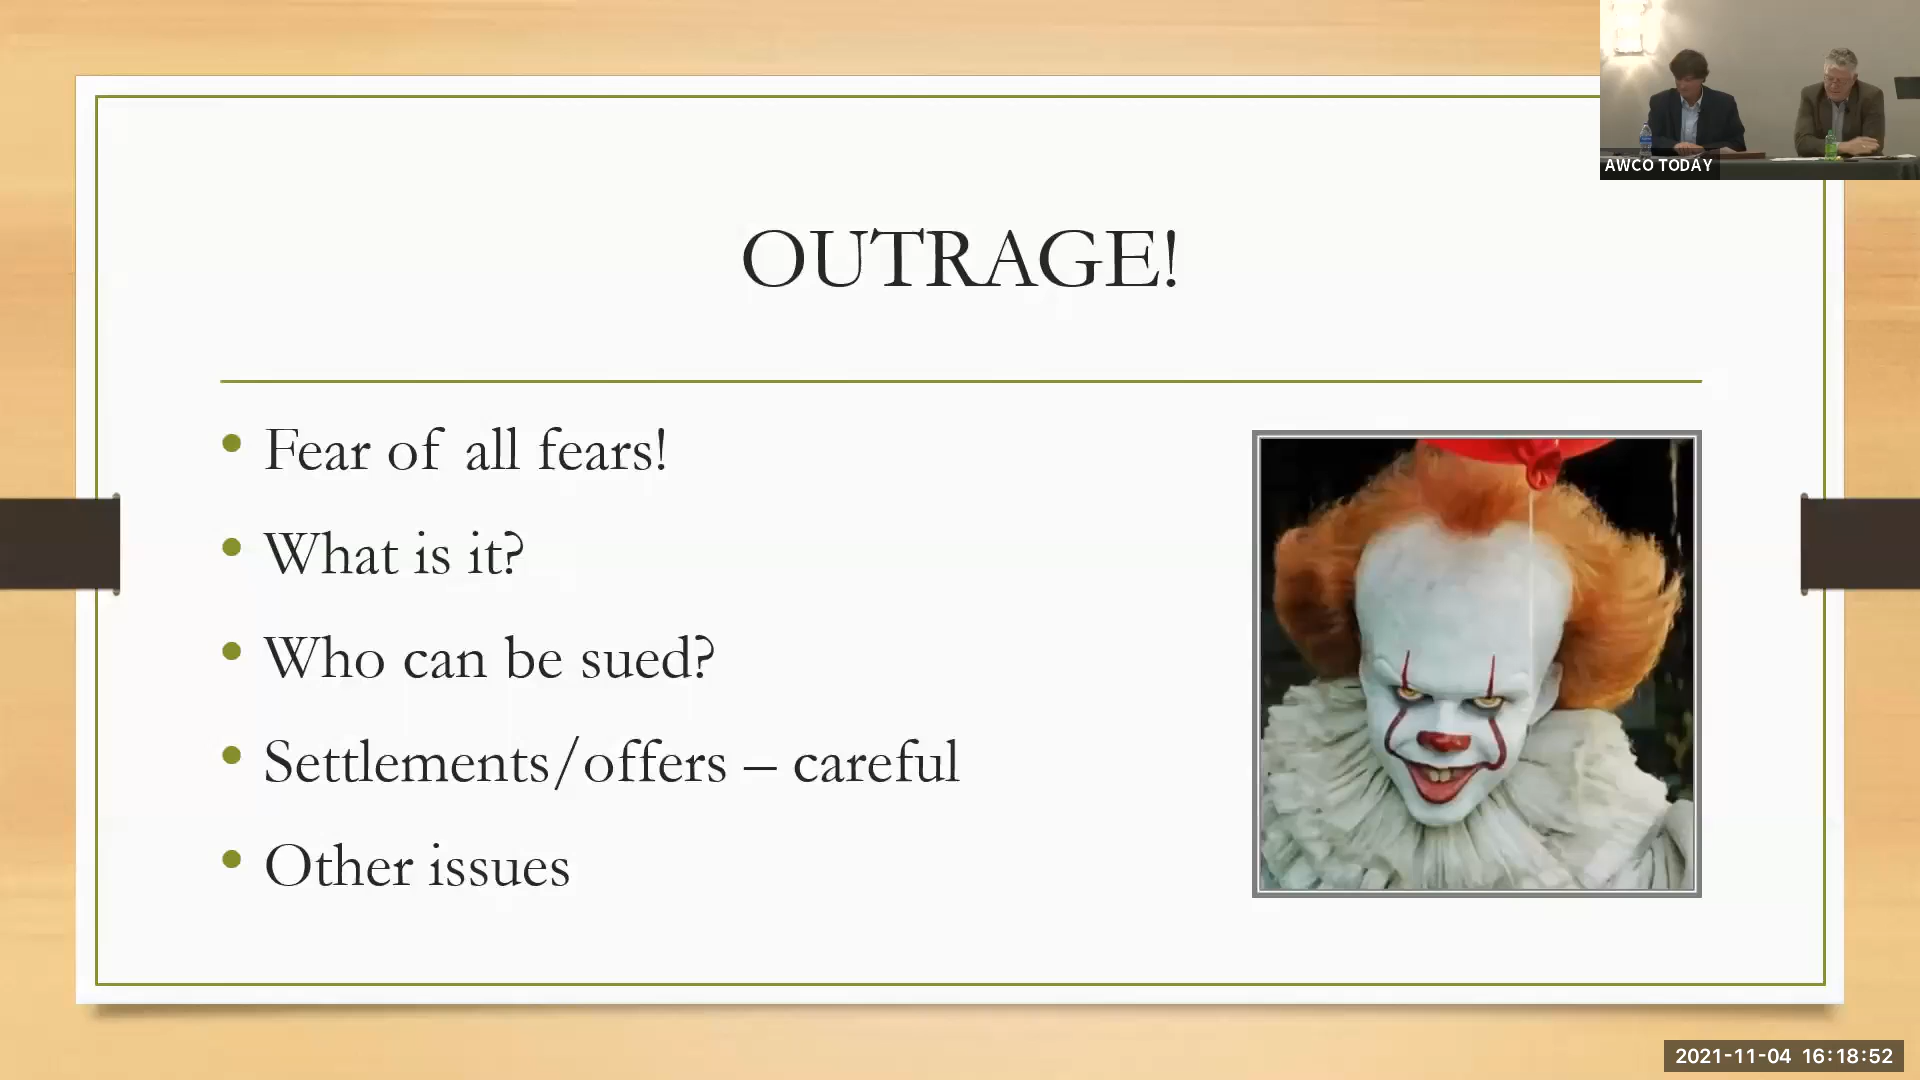 AWCO TODAY
OUTRAGE!
• Fear of all fears!
• What is it?
• Who can be sued?
• Settlements/offers – careful
• Other issues
2021-11-04 16:18:52